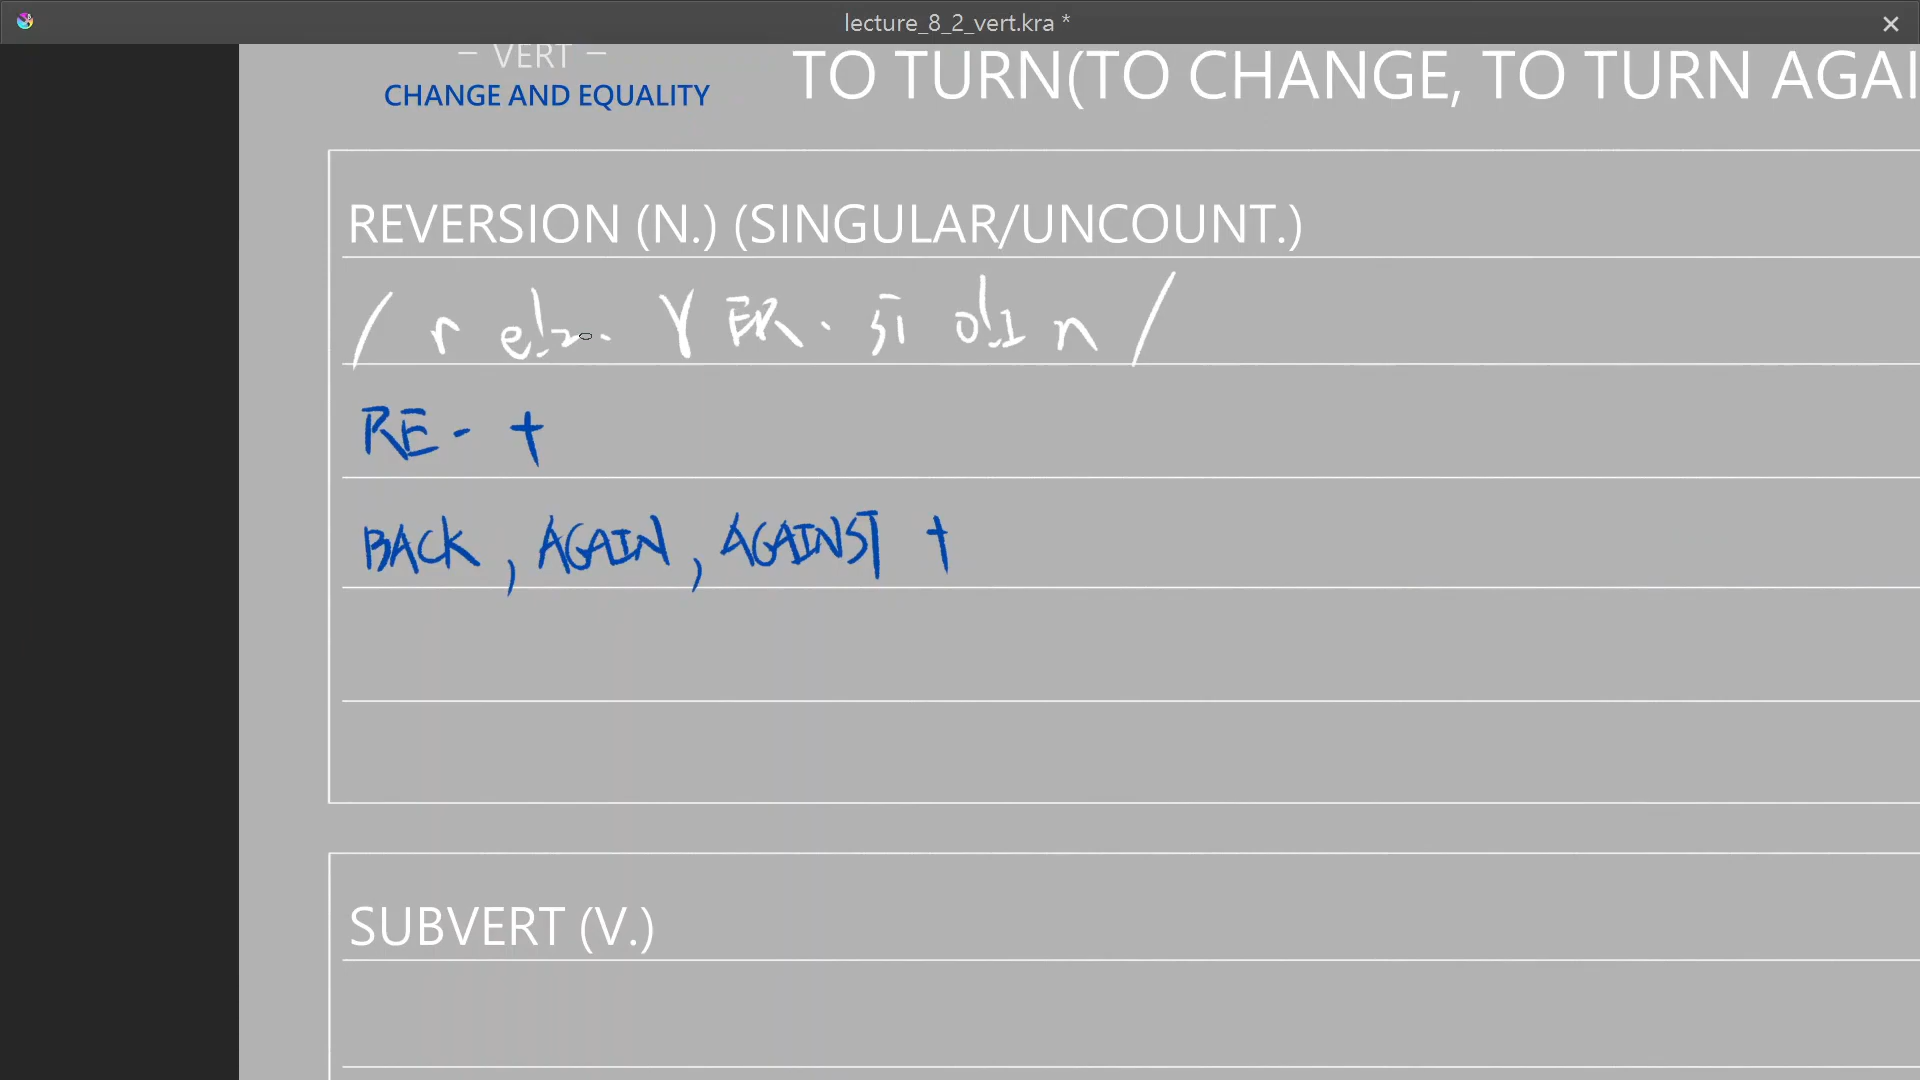 lecture_8_2_vert.kra *
– VERT –
CHANGE AND EQUALITY
TO TURN(TO CHANGE, TO TURN AGAI
REVERSION (N.) (SINGULAR/UNCOUNT.)
RE- +
BACK, AGAIN, AGAINST +
SUBVERT (V.)